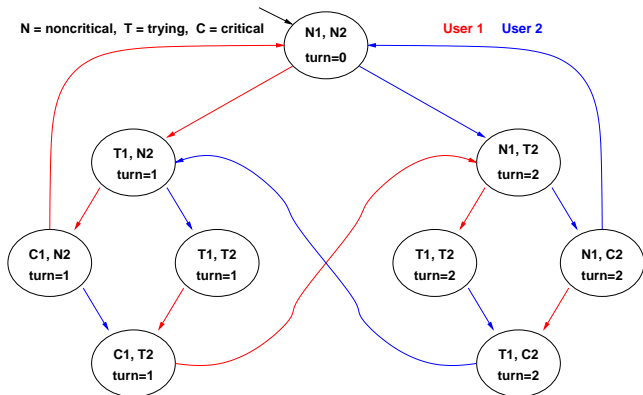 N = noncritical, T = trying, C = critical
User 1 User 2
N1, N2
turn=0
T1, N2
turn=1
N1, T2
turn=2
C1, N2
turn=1
T1, T2
turn=1
T1, T2
turn=2
N1, C2
turn=2
C1, T2
turn=1
T1, C2
turn=2